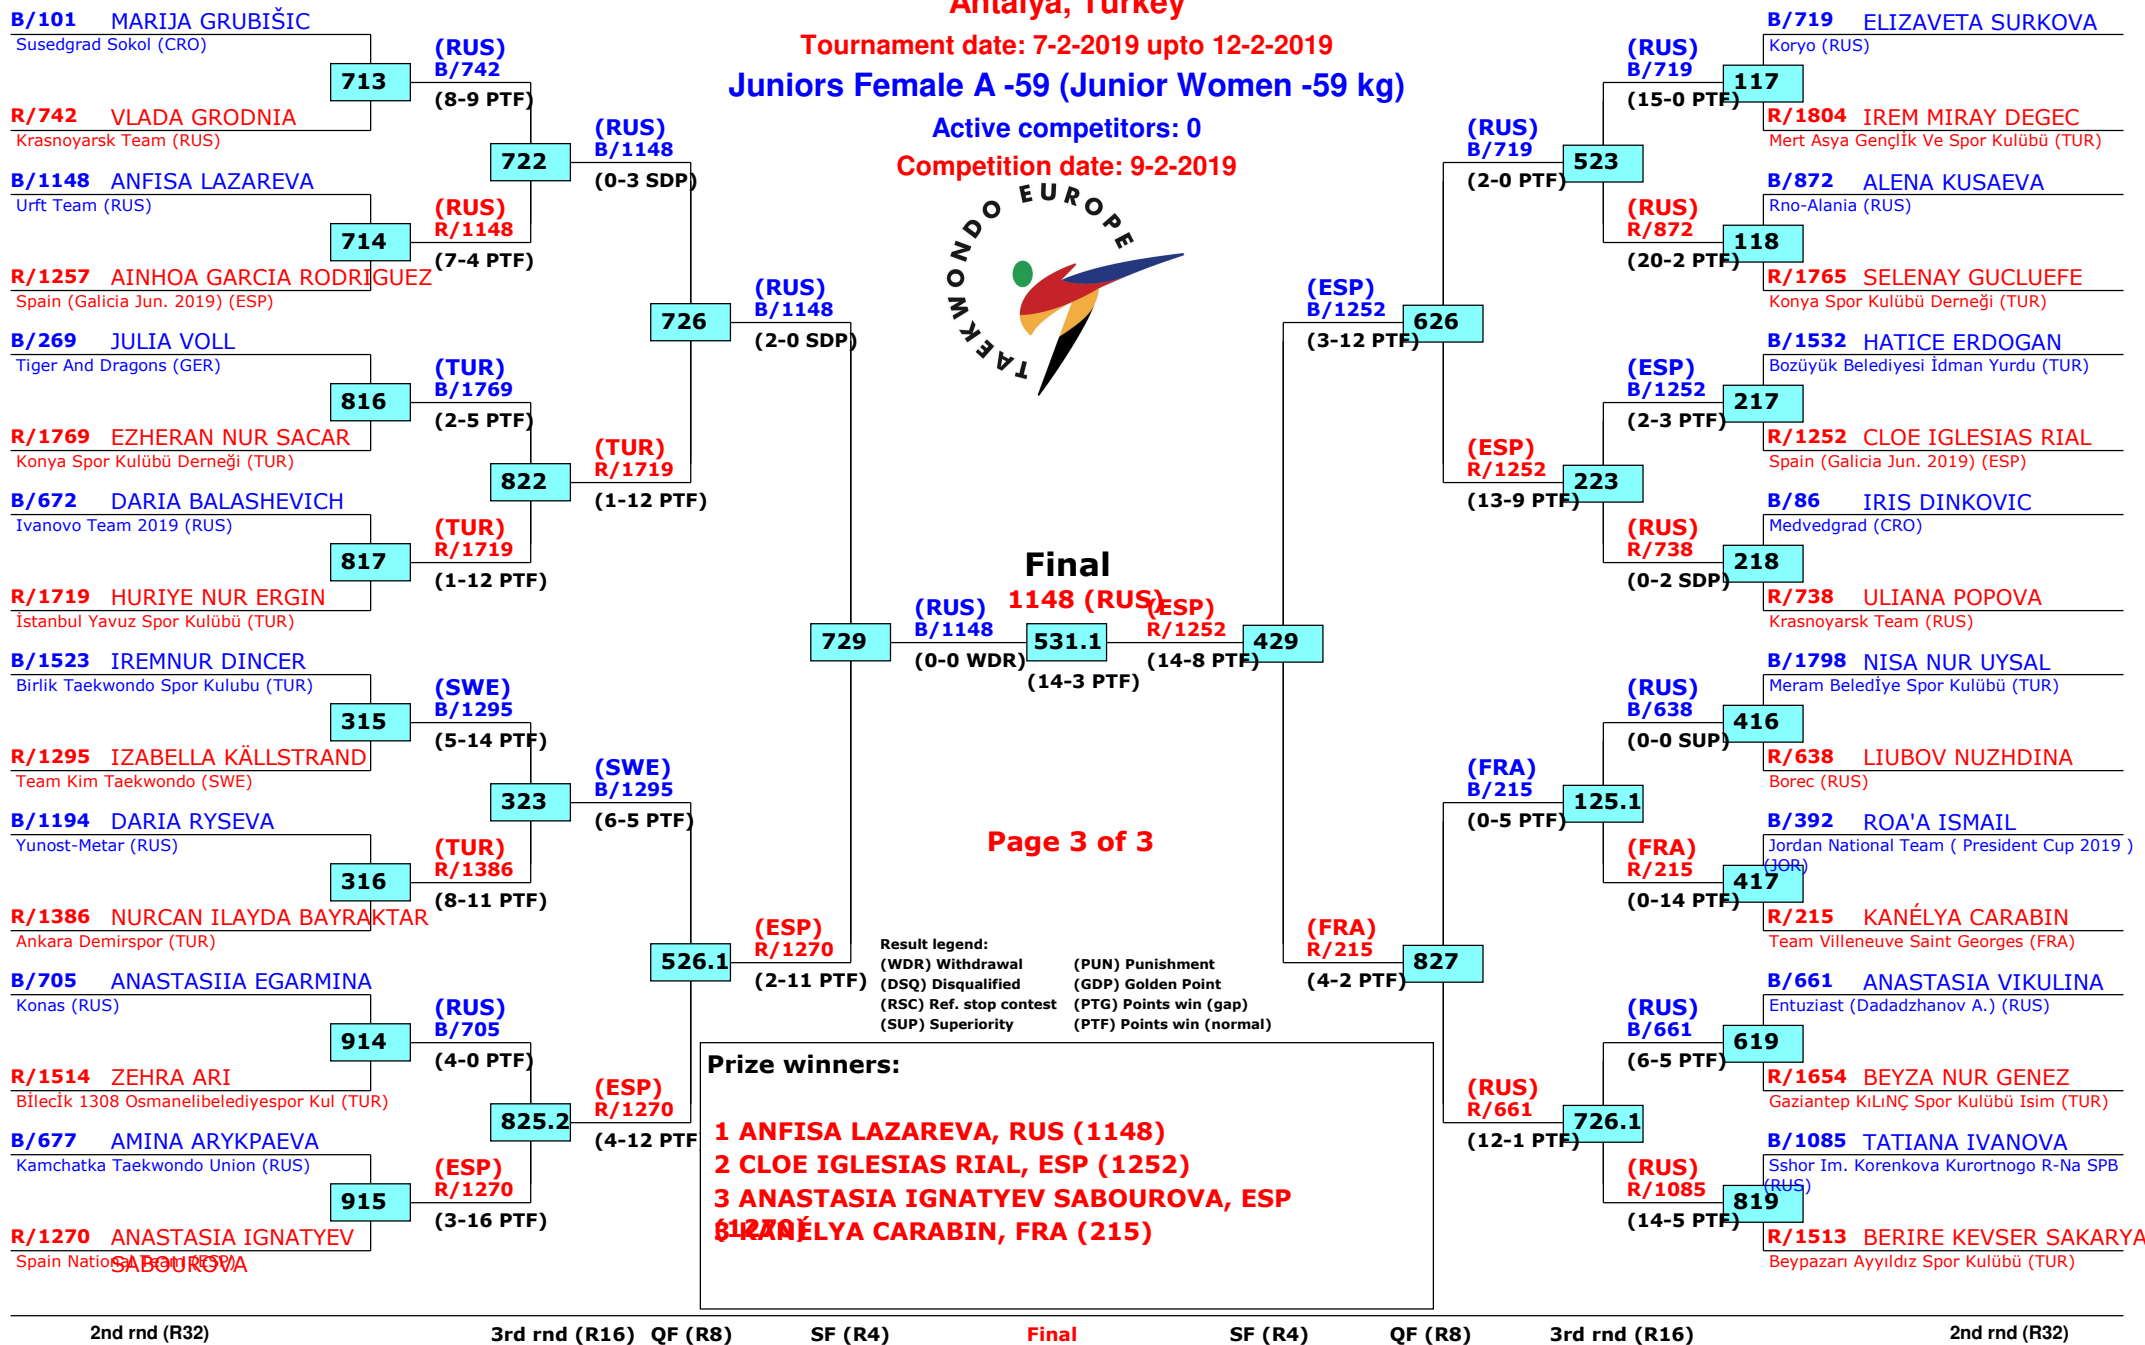 Antalya, Turkey
Tournament date: 7-2-2019 upto 12-2-2019
Juniors Female A -59 (Junior Women -59 kg)
Active competitors: 0
Competition date: 9-2-2019
TAEKWONDO EUROPE
B/101 MARIJA GRUBIŠIC
Susedgrad Sokol (CRO)
713
R/742 VLADA GRODNIA
Krasnoyarsk Team (RUS)
B/1148 ANFISA LAZAREVA
Urft Team (RUS)
714
R/1257 AINHOA GARCIA RODRIGUEZ
Spain (Galicia Jun. 2019) (ESP)
B/269 JULIA VOLL
Tiger And Dragons (GER)
816
R/1769 EZHERAN NUR SACAR
Konya Spor Kulübü Derneği (TUR)
B/672 DARIA BALASHEVICH
Ivanovo Team 2019 (RUS)
817
R/1719 HURIYE NUR ERGIN
İstanbul Yavuz Spor Kulübü (TUR)
B/1523 IREMNUR DINCER
Birlik Taekwondo Spor Kulubu (TUR)
315
R/1295 IZABELLA KÄLLSTRAND
Team Kim Taekwondo (SWE)
B/1194 DARIA RYSEVA
Yunost-Metar (RUS)
316
R/1386 NURCAN ILAYDA BAYRAKTAR
Ankara Demirspor (TUR)
B/705 ANASTASIIA EGARMINA
Konas (RUS)
914
R/1514 ZEHRA ARI
Bİlecİk 1308 Osmanelibelediyespor Kul (TUR)
B/677 AMINA ARYKPAEVA
Kamchatka Taekwondo Union (RUS)
915
R/1270 ANASTASIA IGNATYEV
SABOUROVA
Spain National Team (ESP)
(RUS)
B/742
(8-9 PTF)
722
(RUS)
R/1148
(7-4 PTF)
(TUR)
B/1769
(2-5 PTF)
822
(TUR)
R/1719
(1-12 PTF)
(SWE)
B/1295
(5-14 PTF)
323
(TUR)
R/1386
(8-11 PTF)
(RUS)
B/705
(4-0 PTF)
825.2
(ESP)
R/1270
(3-16 PTF)
(RUS)
B/1148
(0-3 SDP)
726
(TUR)
R/1719
(1-12 PTF)
(SWE)
B/1295
(6-5 PTF)
526.1
(ESP)
R/1270
(4-12 PTF)
(RUS)
B/1148
(2-0 SDP)
729
(ESP)
R/1270
(2-11 PTF)
(RUS)
B/1148
(0-0 WDR)
Final
1148 (RUS)
531.1
(14-3 PTF)
(ESP)
R/1252
(14-8 PTF)
429
(ESP)
B/1252
(3-12 PTF)
626
(FRA)
R/215
(4-2 PTF)
827
(RUS)
B/719
(2-0 PTF)
523
(ESP)
R/1252
(13-9 PTF)
223
(FRA)
B/215
(0-5 PTF)
125.1
(RUS)
R/661
(12-1 PTF)
726.1
(RUS)
B/719
(15-0 PTF)
117
(RUS)
R/872
(20-2 PTF)
118
(ESP)
B/1252
(2-3 PTF)
217
(RUS)
R/738
(0-2 SDP)
218
(RUS)
B/638
(0-0 SUP)
416
(FRA)
R/215
(0-14 PTF)
417
(RUS)
B/661
(6-5 PTF)
619
(RUS)
R/1085
(14-5 PTF)
819
B/719 ELIZAVETA SURKOVA
Koryo (RUS)
R/1804 IREM MIRAY DEGEC
Mert Asya Gençlİk Ve Spor Kulübü (TUR)
B/872 ALENA KUSAEVA
Rno-Alania (RUS)
R/1765 SELENAY GUCLUEFE
Konya Spor Kulübü Derneği (TUR)
B/1532 HATICE ERDOGAN
Bozüyük Belediyesi İdman Yurdu (TUR)
R/1252 CLOE IGLESIAS RIAL
Spain (Galicia Jun. 2019) (ESP)
B/86 IRIS DINKOVIC
Medvedgrad (CRO)
R/738 ULIANA POPOVA
Krasnoyarsk Team (RUS)
B/1798 NISA NUR UYSAL
Meram Beledİye Spor Kulübü (TUR)
R/638 LIUBOV NUZHDINA
Borec (RUS)
B/392 ROA'A ISMAIL
Jordan National Team ( President Cup 2019 )
(JOR)
R/215 KANÉLYA CARABIN
Team Villeneuve Saint Georges (FRA)
B/661 ANASTASIA VIKULINA
Entuziast (Dadadzhanov A.) (RUS)
R/1654 BEYZA NUR GENEZ
Gaziantep KıLıNÇ Spor Kulübü Isim (TUR)
B/1085 TATIANA IVANOVA
Sshor Im. Korenkova Kurortnogo R-Na SPB
(RUS)
R/1513 BERIRE KEVSER SAKARYA
Beypazarı Ayyıldız Spor Kulübü (TUR)
Page 3 of 3
Result legend:
(WDR) Withdrawal (PUN) Punishment
(DSQ) Disqualified (GDP) Golden Point
(RSC) Ref. stop contest (PTG) Points win (gap)
(SUP) Superiority (PTF) Points win (normal)
Prize winners:
1 ANFISA LAZAREVA, RUS (1148)
2 CLOE IGLESIAS RIAL, ESP (1252)
3 ANASTASIA IGNATYEV SABOUROVA, ESP
(1270)
3 KANÉLYA CARABIN, FRA (215)
2nd rnd (R32) 3rd rnd (R16) QF (R8) SF (R4) Final SF (R4) QF (R8) 3rd rnd (R16) 2nd rnd (R32)